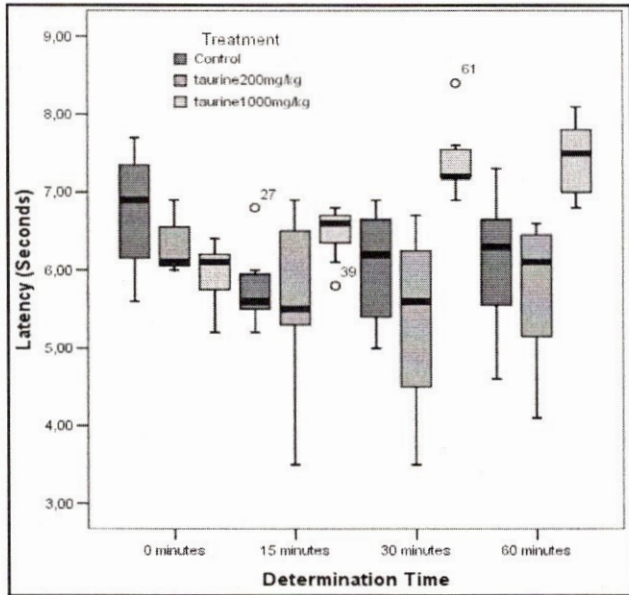 9,00
8,00
7,00
6,00
5,00
4,00
3,00
Latency (Seconds)
Treatment
Control
taurine200mg/kg
taurine1000mg/kg
27
39
61
0 minutes
15 minutes
30 minutes
60 minutes
Determination Time